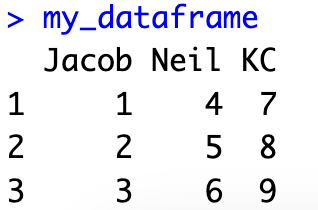 > my_dataframe
  Jacob Neil KC
1     1    4  7
2     2    5  8
3     3    6  9